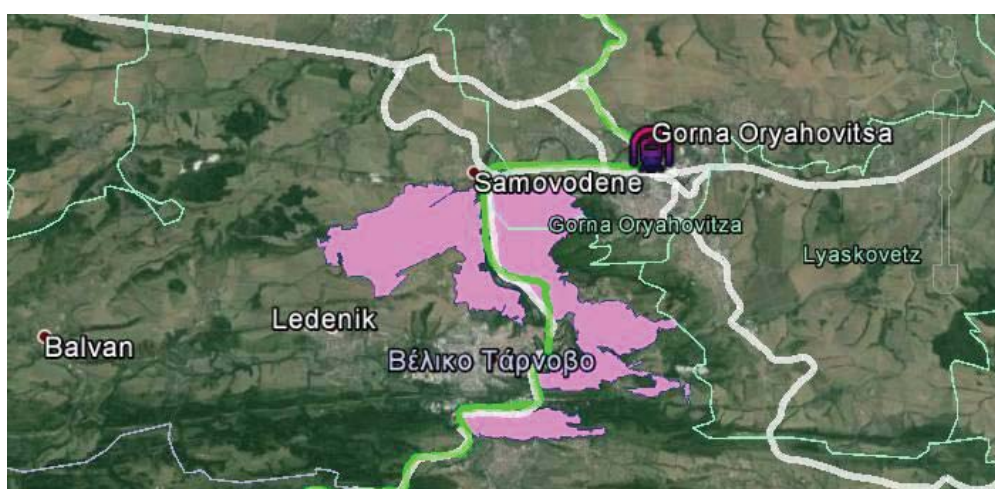 Gorna Oryahovitsa
Samovodene
Gorna Oryahovitza
Lyaskovetz
Ledenik
Balvan
Βέλικο Τάρνοβο